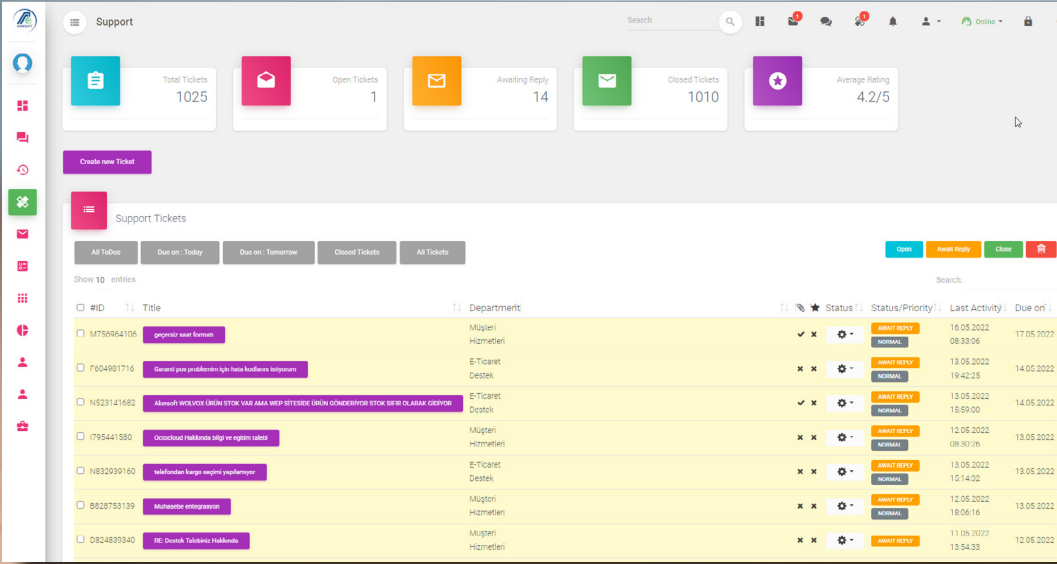 Support
Search
1
1
Online
Total Tickets
1025
Open Tickets
1
Awaiting Reply
14
Closed Tickets
1010
Average Rating
4.2/5
Create new Ticket
Support Tickets
All ToDos Due on : Today Due on : Tomorrow Closed Tickets All Tickets
Open Await Reply Close
Show 10 entries
Search:
#ID Title Department Status Status/Priority Last Activity Due on
M756964106 geçersiz saat formatı Müşteri Hizmetleri AWAIT REPLY NORMAL 16.05.2022 08:33:06 17.05.2022
F604981716 Garanti pos problemim için hata kodlarını istiyorum E-Ticaret Destek AWAIT REPLY NORMAL 13.05.2022 19:42:25 14.05.2022
N523141682 Akınsoft WOLVOX ÜRÜN STOK VAR AMA WEP SİTESİDE ÜRÜN GÖNDERİYOR STOK SIFIR OLARAK GİDİYOR E-Ticaret Destek AWAIT REPLY NORMAL 13.05.2022 15:59:00 14.05.2022
I795441580 Octocloud Hakkında bilgi ve eğitim talebi Müşteri Hizmetleri AWAIT REPLY NORMAL 12.05.2022 08:30:26 13.05.2022
N832939160 telefondan kargo seçimi yapılamıyor E-Ticaret Destek AWAIT REPLY NORMAL 13.05.2022 15:14:32 13.05.2022
B828753139 Muhasebe entegrasyon Müşteri Hizmetleri AWAIT REPLY NORMAL 12.05.2022 18:06:16 13.05.2022
D824839340 RE: Destek Talebiniz Hakkında Müşteri Hizmetleri AWAIT REPLY 11.05.2022 13:54:33 12.05.2022